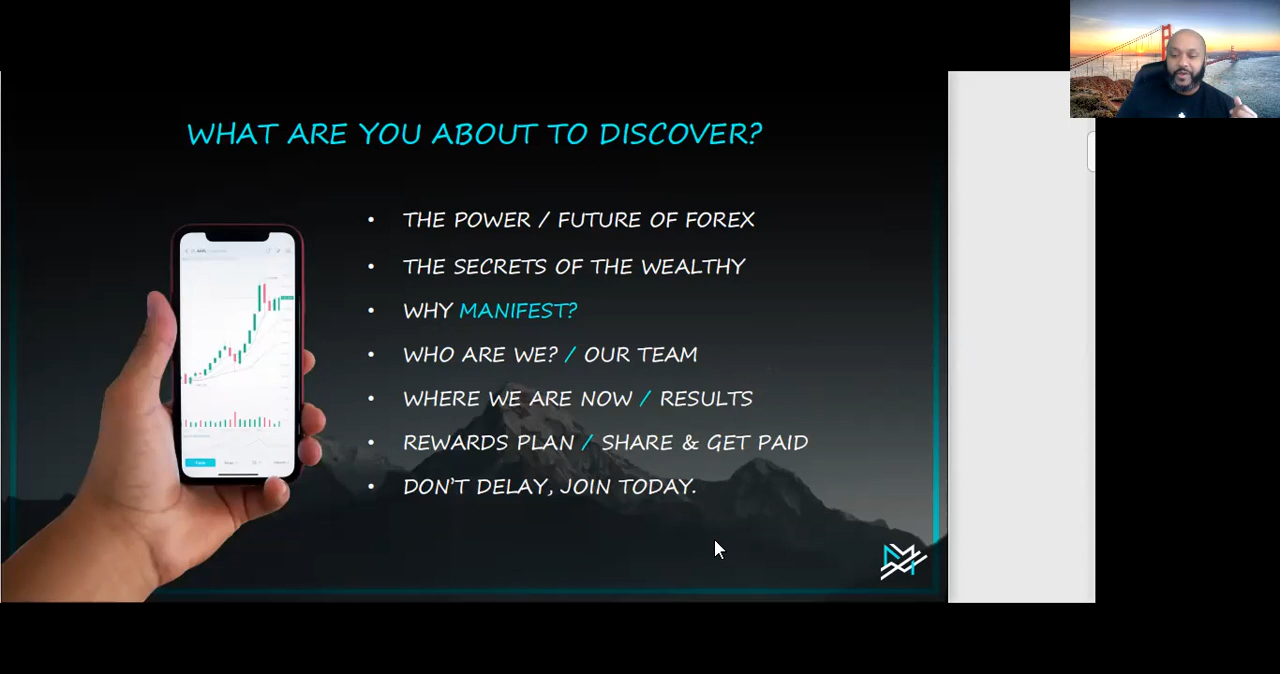 WHAT ARE YOU ABOUT TO DISCOVER?
• THE POWER / FUTURE OF FOREX
• THE SECRETS OF THE WEALTHY
• WHY MANIFEST?
• WHO ARE WE? / OUR TEAM
• WHERE WE ARE NOW / RESULTS
• REWARDS PLAN / SHARE & GET PAID
• DON'T DELAY, JOIN TODAY.